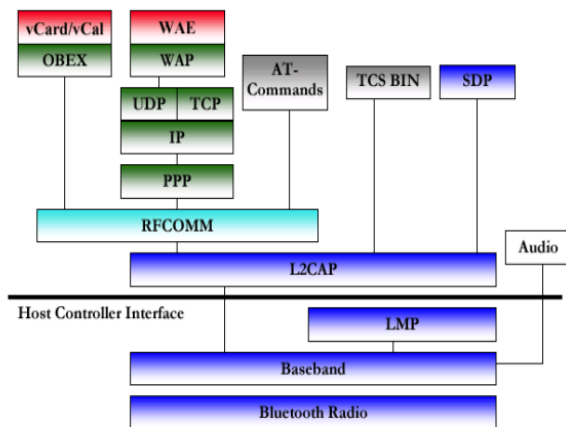 vCard/vCal
WAE
OBEX
WAP
AT-
Commands
TCS BIN
SDP
UDP
TCP
IP
PPP
RFCOMM
Audio
L2CAP
Host Controller Interface
LMP
Baseband
Bluetooth Radio